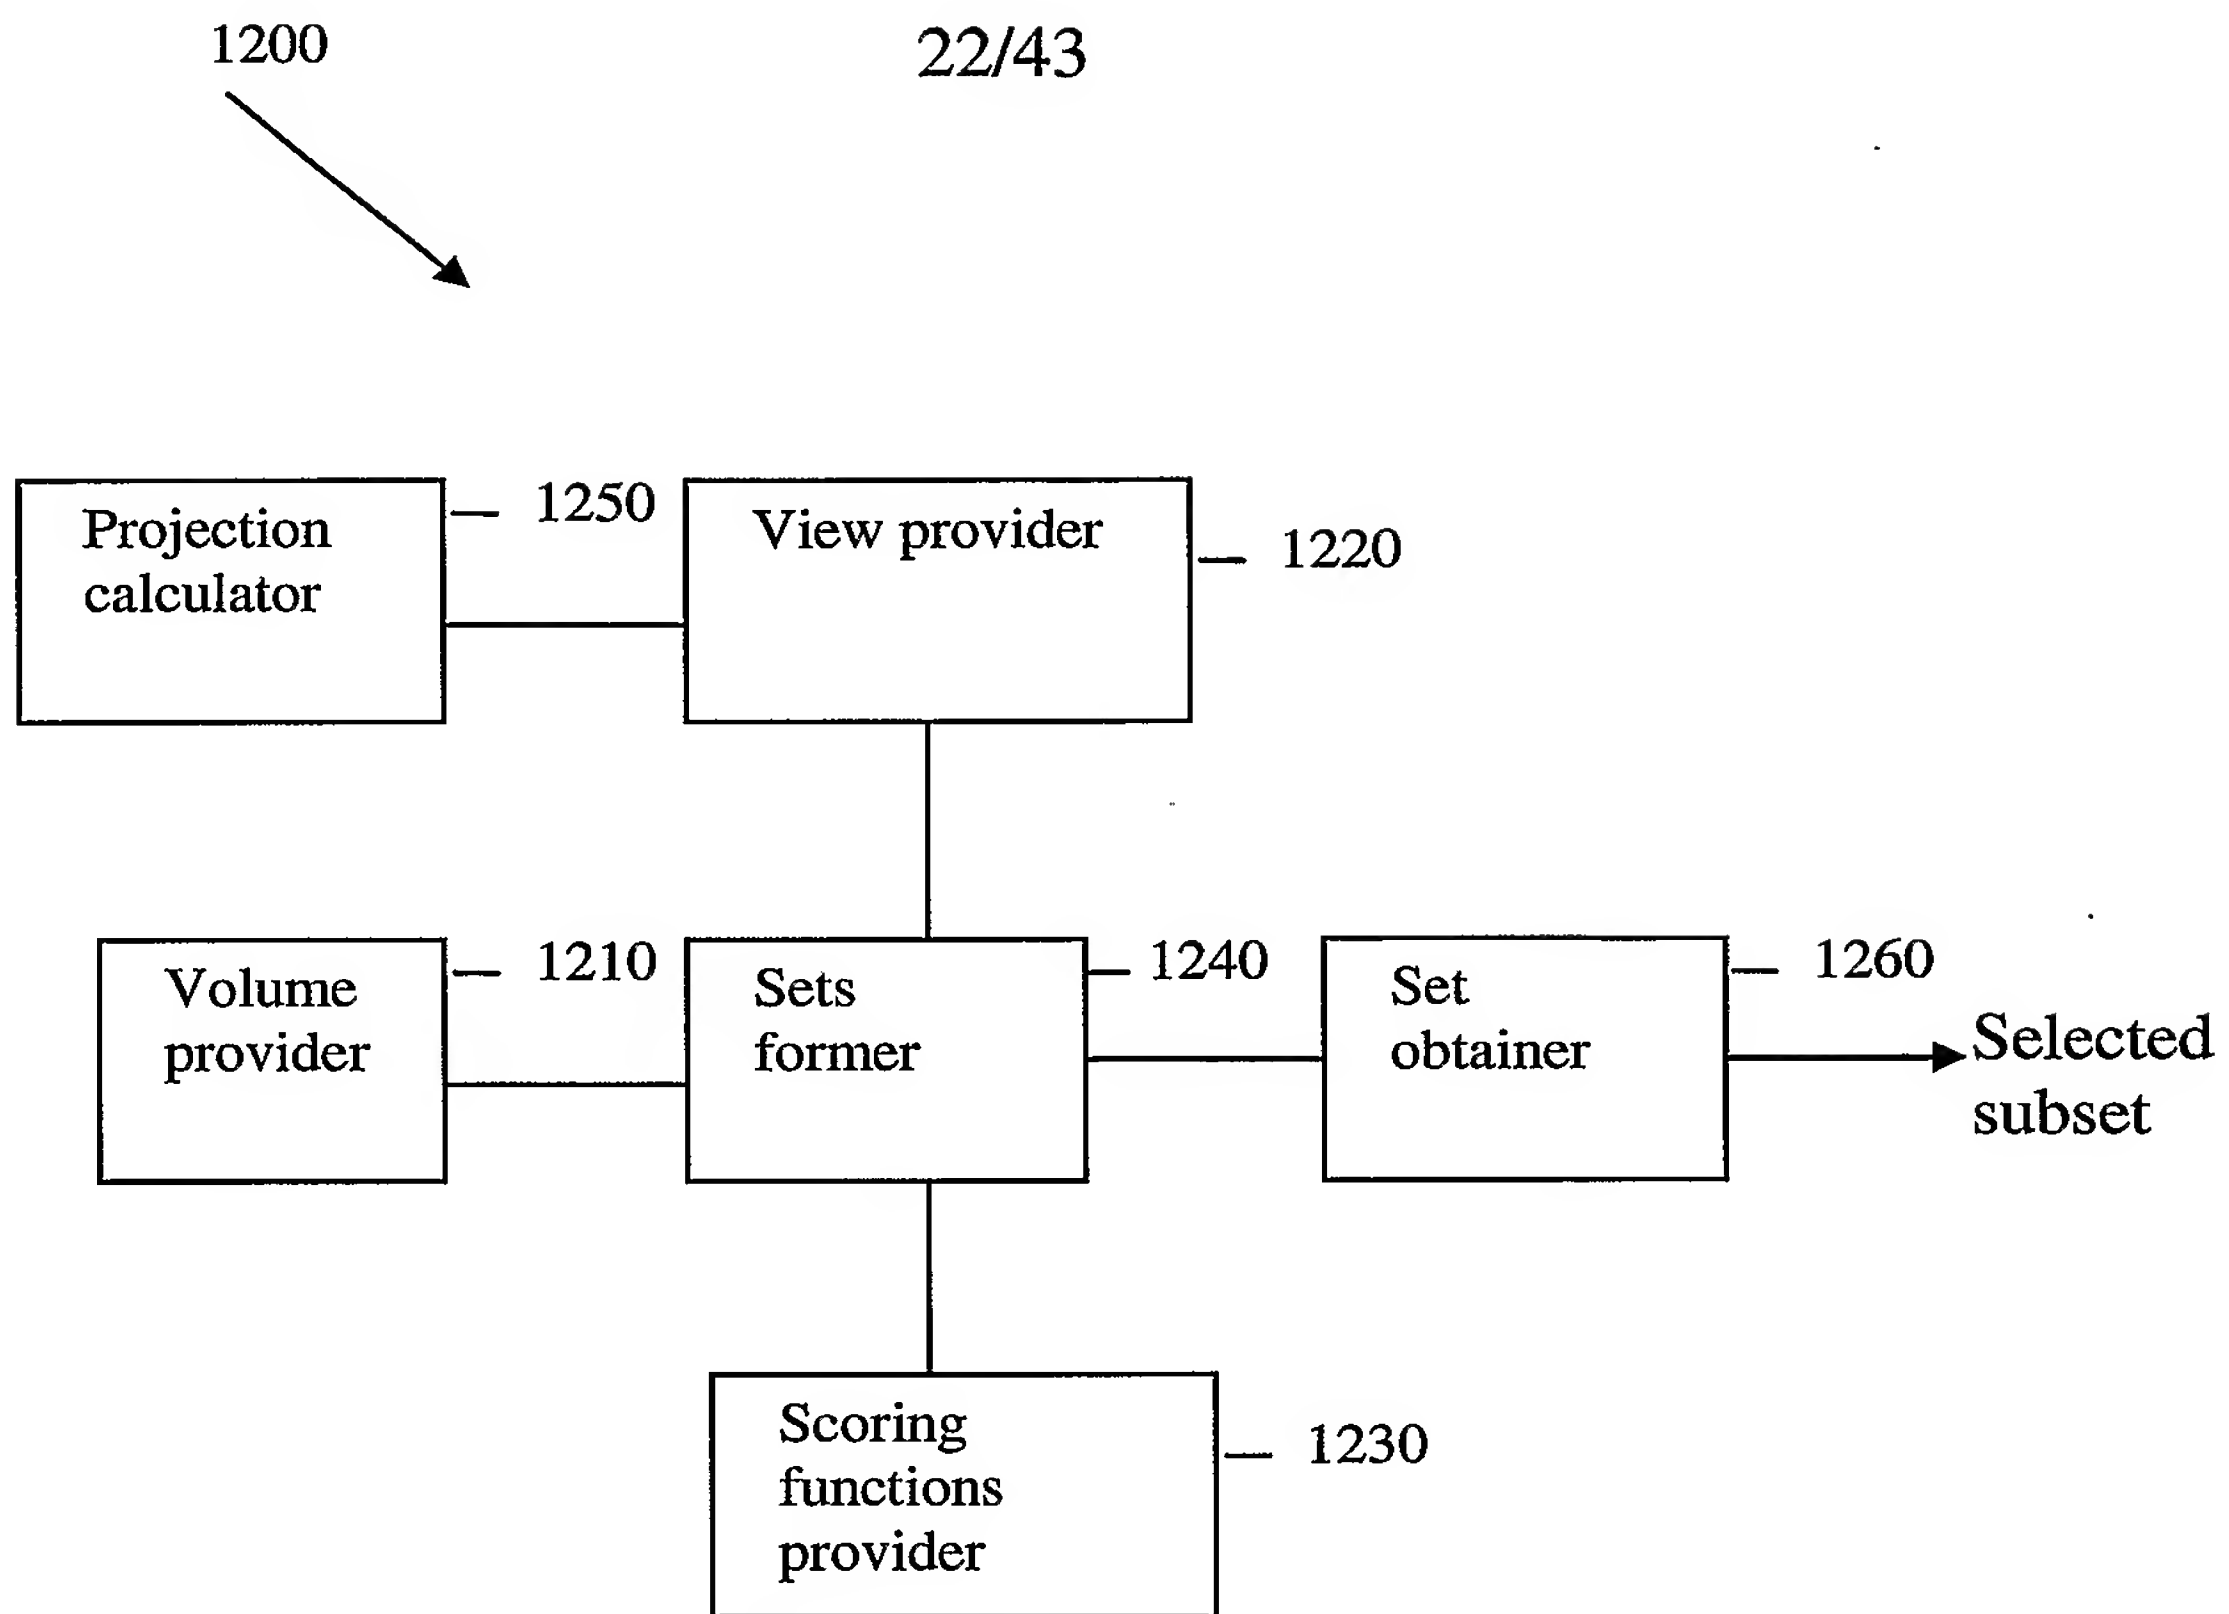 1200
22/43
Projection
calculator
1250
View provider
1220
Volume
provider
1210
Sets
former
1240
Set
obtainer
1260
Selected
subset
Scoring
functions
provider
1230